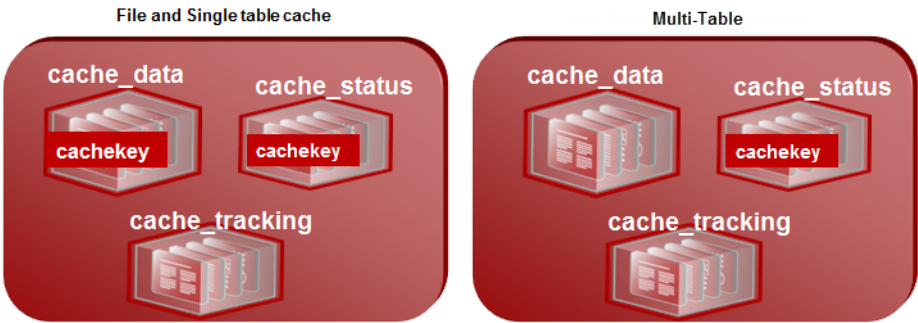 File and Single table cache
cache_data
cache_status
cachekey
cachekey
cache_tracking
Multi-Table
cache_data
cache_status
cachekey
cache_tracking